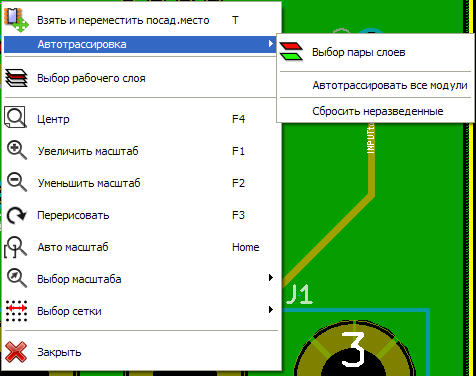 Взять и переместить посад.место T
Автотрассировка
Выбор рабочего слоя
Центр F4
Увеличить масштаб F1
Уменьшить масштаб F2
Перерисовать F3
Авто масштаб Home
Выбор масштаба
Выбор сетки
Закрыть
Выбор пары слоев
Автотрассировать все модули
Сбросить неразведенные
J1
3